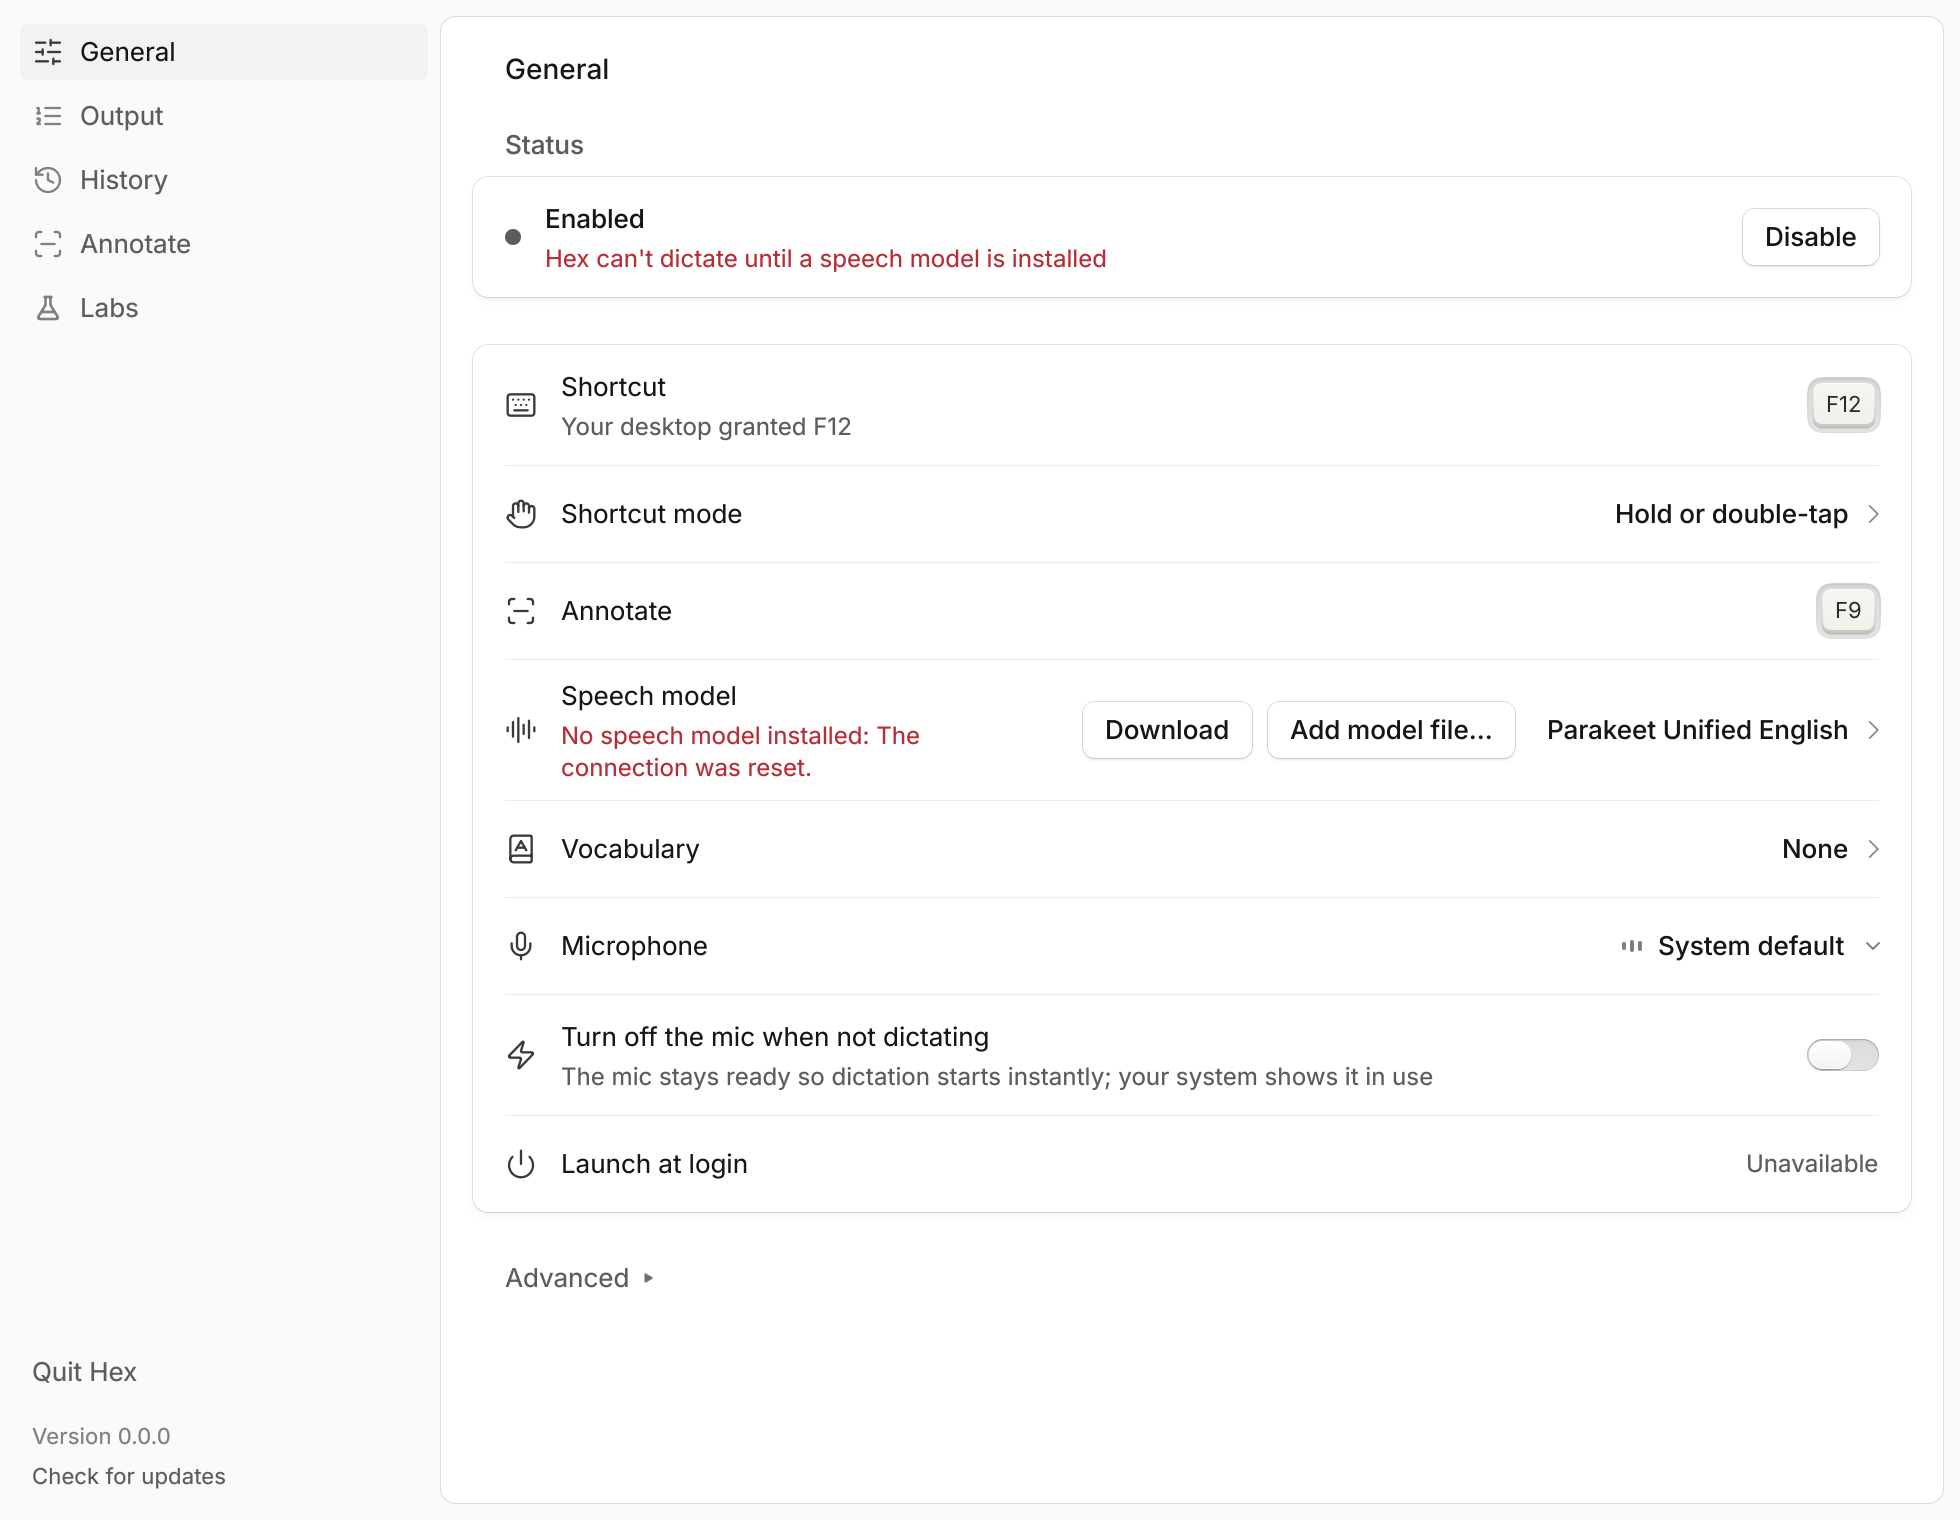 General
Output
History
Annotate
Labs
Quit Hex
Version 0.0.0
Check for updates
General
Status
Enabled
Hex can't dictate until a speech model is installed
Disable
Shortcut
Your desktop granted F12
F12
Shortcut mode
Hold or double-tap
Annotate
F9
Speech model
No speech model installed: The
connection was reset.
Download
Add model file...
Parakeet Unified English
Vocabulary
None
Microphone
System default
Turn off the mic when not dictating
The mic stays ready so dictation starts instantly; your system shows it in use
Launch at login
Unavailable
Advanced